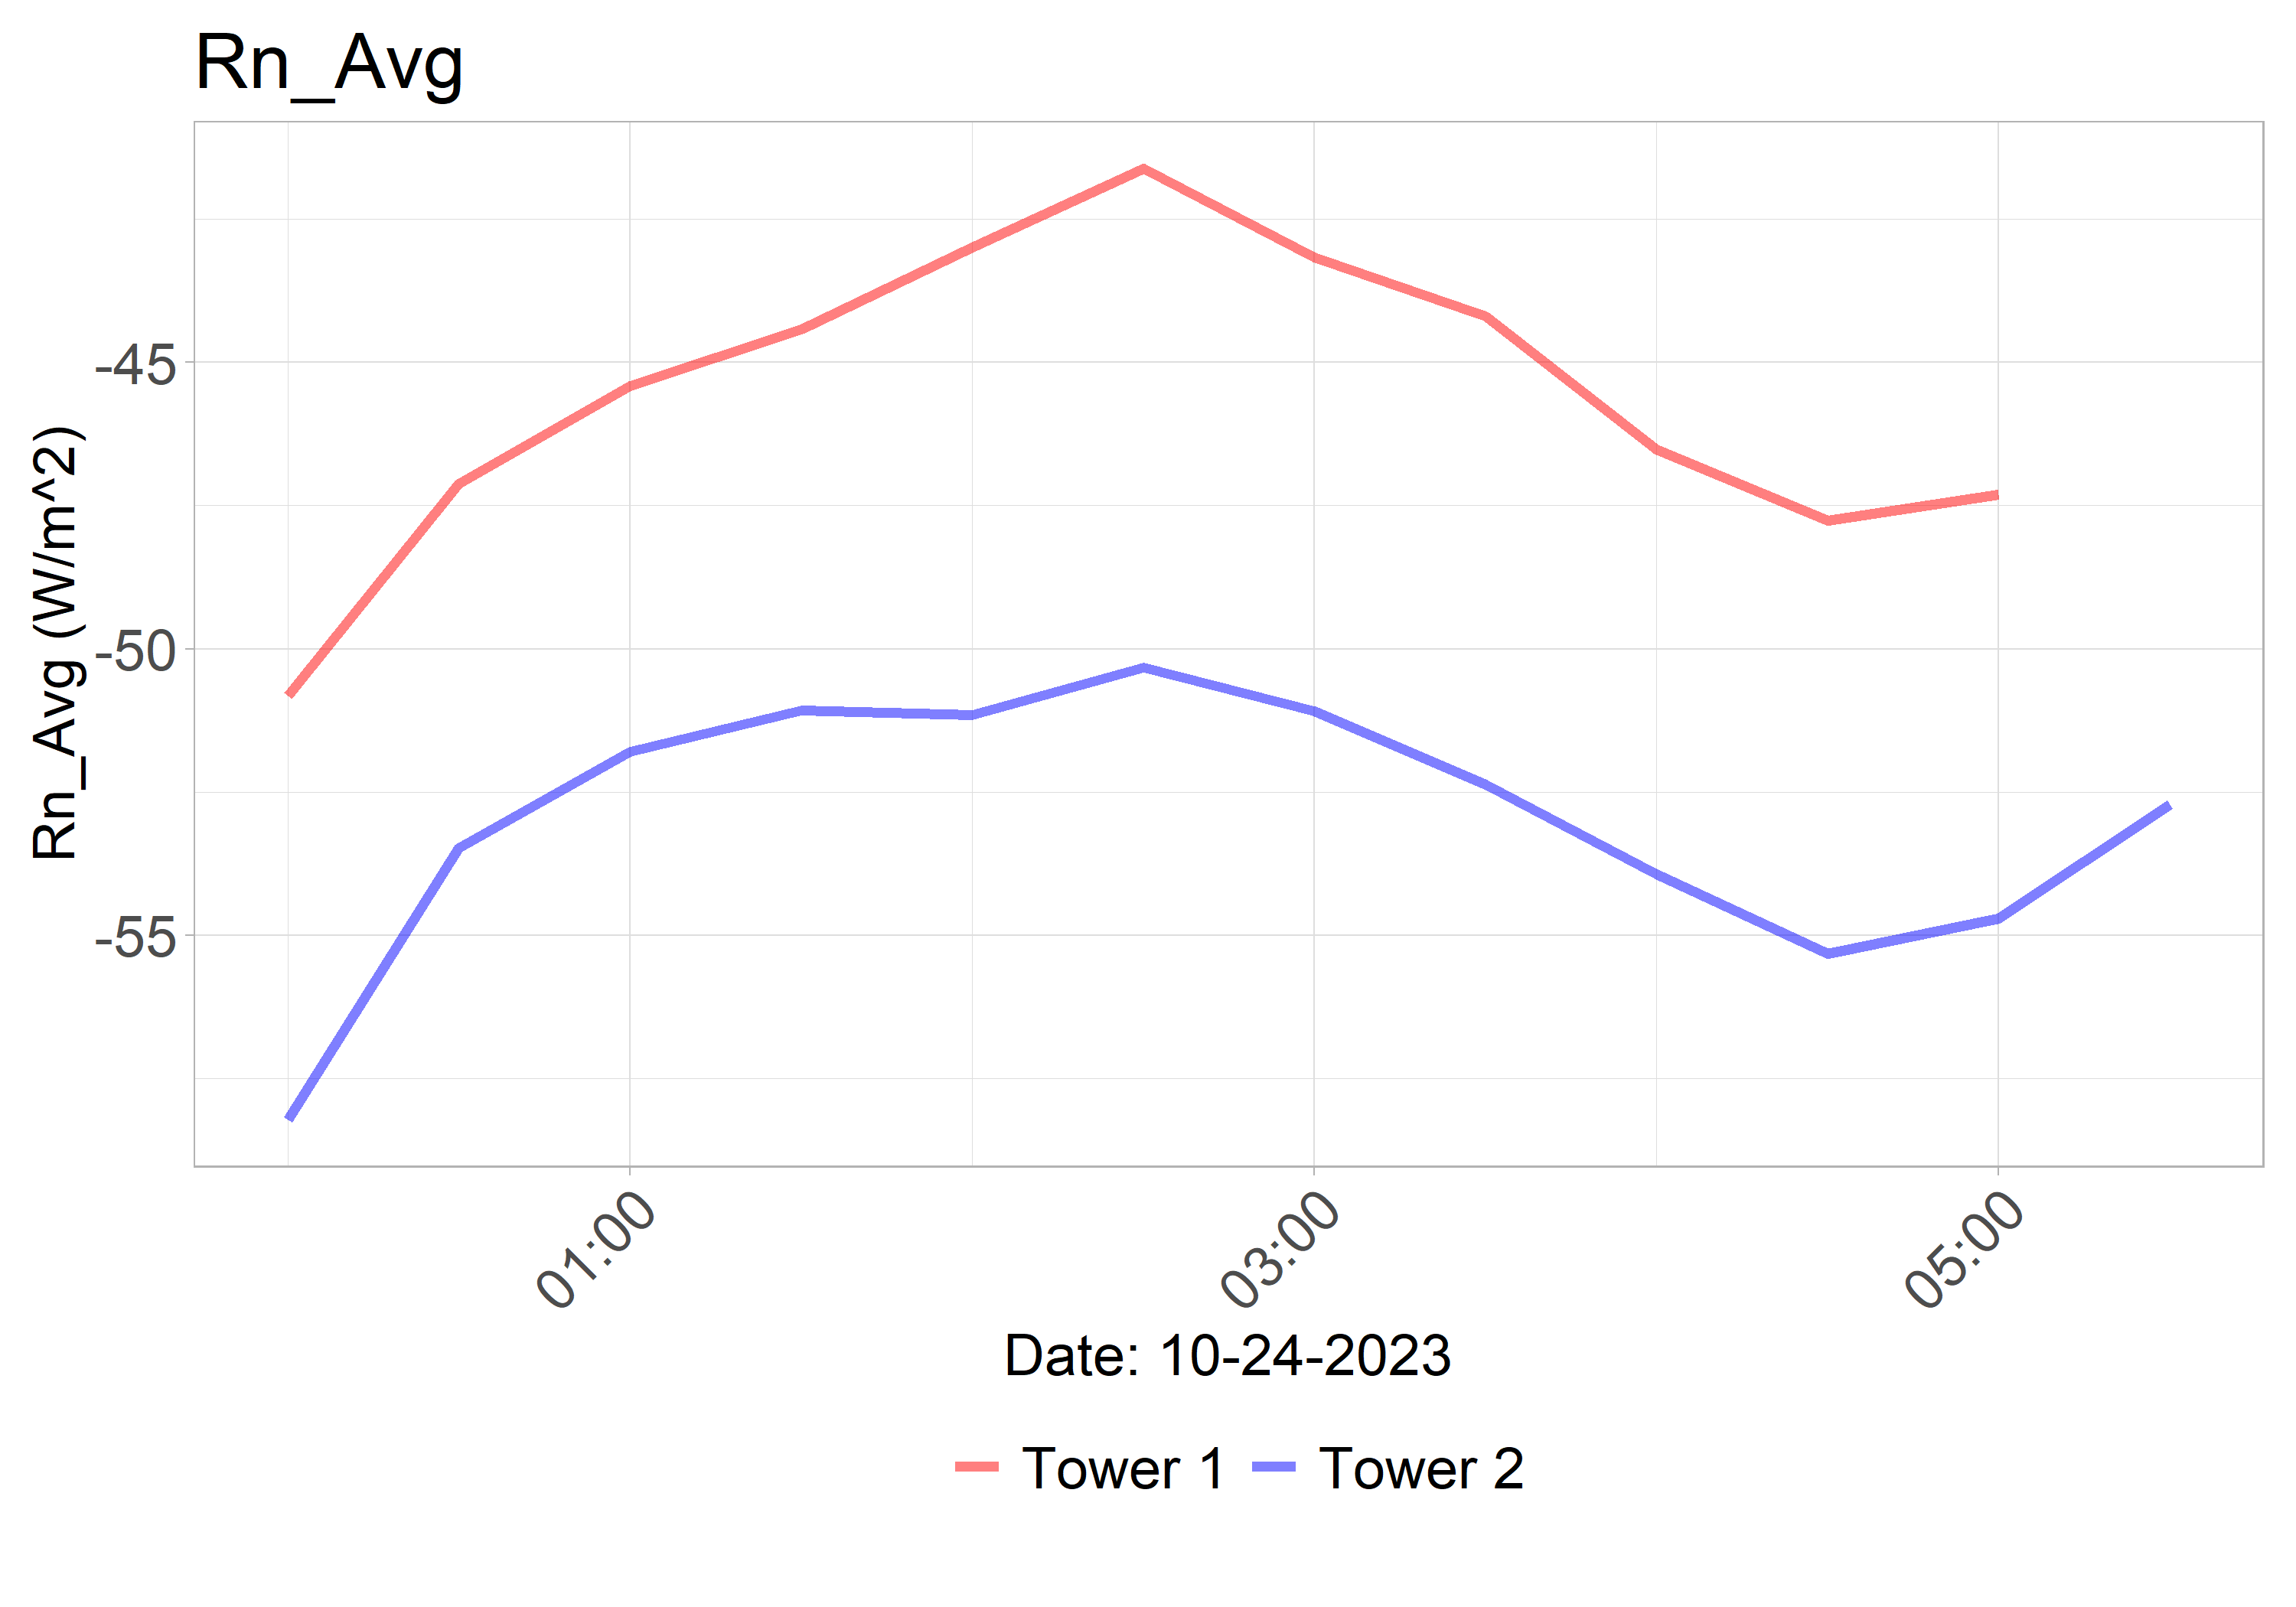 Rn_Avg
Rn_Avg (W/m^2)
-45
-50
-55
01:00
03:00
05:00
Date: 10-24-2023
Tower 1
Tower 2